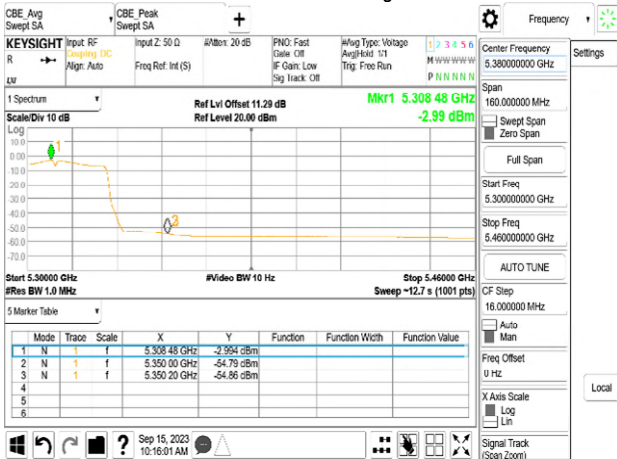 CBE_Avg
Swept SA
CBE_Peak
Swept SA
+
Frequency
KEYSIGHT
R
Input: RF
Coupling: DC
Align: Auto
Input Z: 50 Ω
Freq Ref: Int (S)
#Atten: 20 dB
PNO: Fast
Gate: Off
IF Gain: Low
Sig Track: Off
#Avg Type: Voltage
Avg|Hold: 1/1
Trig: Free Run
1 2 3 4 5 6
M W W W W W
P N N N N N
Center Frequency
5.380000000 GHz
Settings
Span
160.000000 MHz
Swept Span
Zero Span
Full Span
Start Freq
5.300000000 GHz
Stop Freq
5.460000000 GHz
AUTO TUNE
CF Step
16.000000 MHz
Auto
Man
Freq Offset
0 Hz
X Axis Scale
Log
Lin
Signal Track
(Span Zoom)
Local
1 Spectrum
Scale/Div 10 dB
Ref Lvl Offset 11.29 dB
Ref Level 20.00 dBm
Mkr1 5.308 48 GHz
-2.99 dBm
Log
10.0
0.00
-10.0
-20.0
-30.0
-40.0
-50.0
-60.0
-70.0
1
3
Start 5.30000 GHz
#Video BW 10 Hz
Stop 5.46000 GHz
#Res BW 1.0 MHz
Sweep ~12.7 s (1001 pts)
5 Marker Table
Mode Trace Scale X Y Function Function Width Function Value
1 N 1 f 5.308 48 GHz -2.994 dBm
2 N 1 f 5.350 00 GHz -54.79 dBm
3 N 1 f 5.350 20 GHz -54.86 dBm
4
5
6
?
Sep 15, 2023
10:16:01 AM